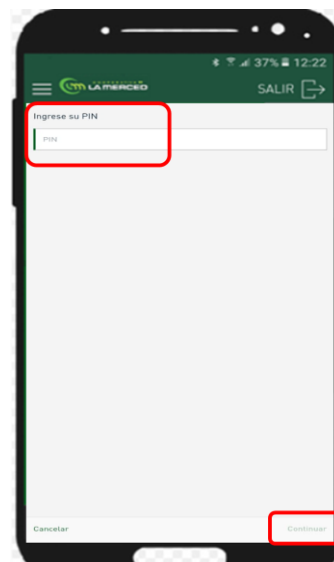 37% 12:22
COOPERATIVA
LA MERCED
SALIR
Ingrese su PIN
PIN
Cancelar
Continuar